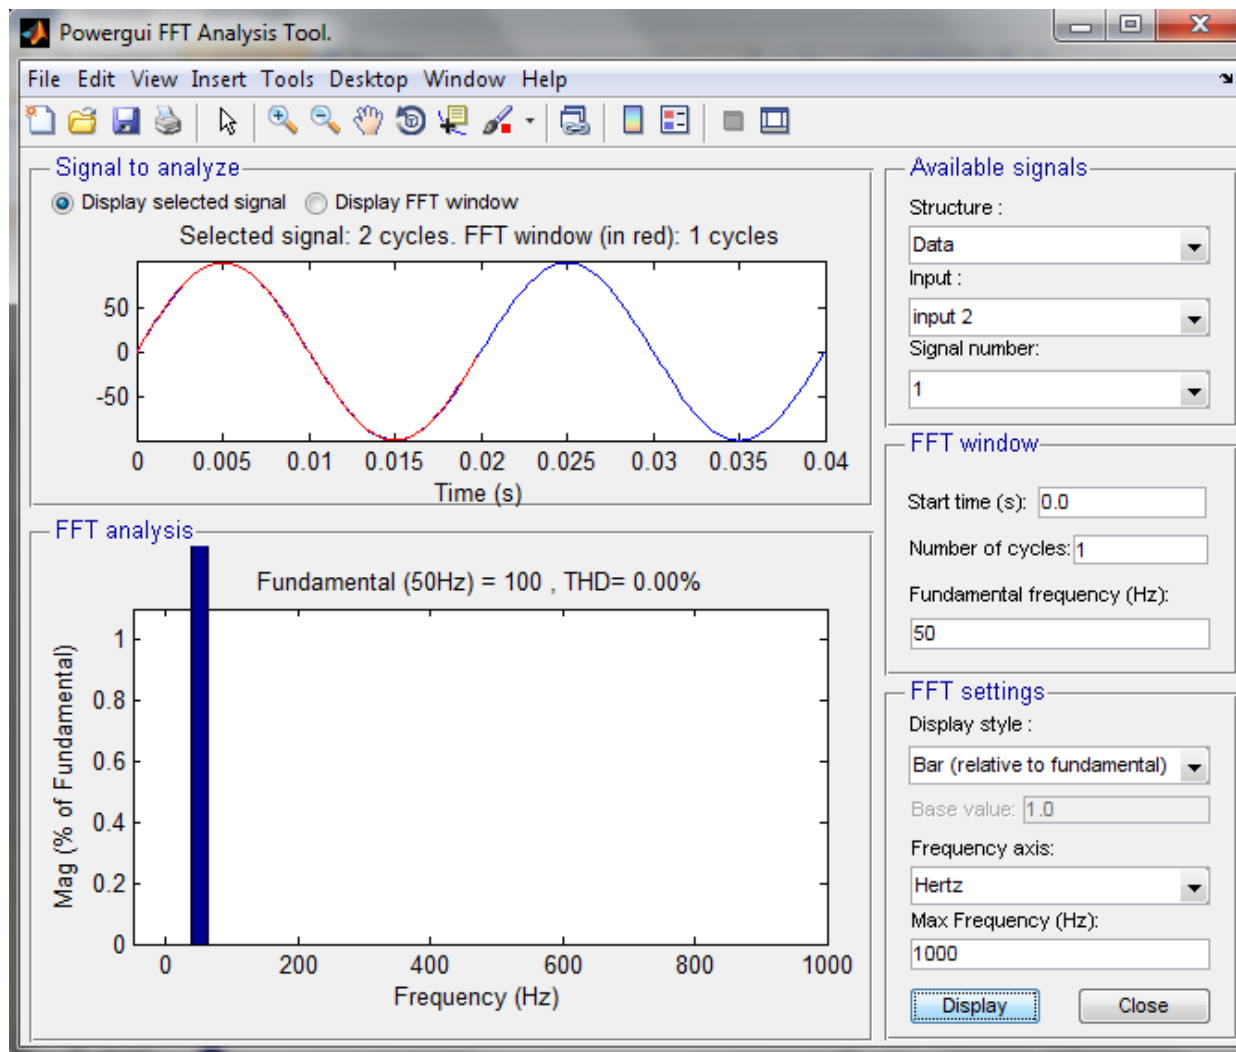 Powergui FFT Analysis Tool.
File Edit View Insert Tools Desktop Window Help
Signal to analyze
Display selected signal Display FFT window
Selected signal: 2 cycles. FFT window (in red): 1 cycles
50
0
-50
0 0.005 0.01 0.015 0.02 0.025 0.03 0.035 0.04
Time (s)
FFT analysis
Fundamental (50Hz) = 100 , THD= 0.00%
1
0.8
0.6
0.4
0.2
0
Mag (% of Fundamental)
0 200 400 600 800 1000
Frequency (Hz)
Available signals
Structure :
Data
Input :
input 2
Signal number:
1
FFT window
Start time (s): 0.0
Number of cycles: 1
Fundamental frequency (Hz):
50
FFT settings
Display style :
Bar (relative to fundamental)
Base value: 1.0
Frequency axis:
Hertz
Max Frequency (Hz):
1000
Display Close